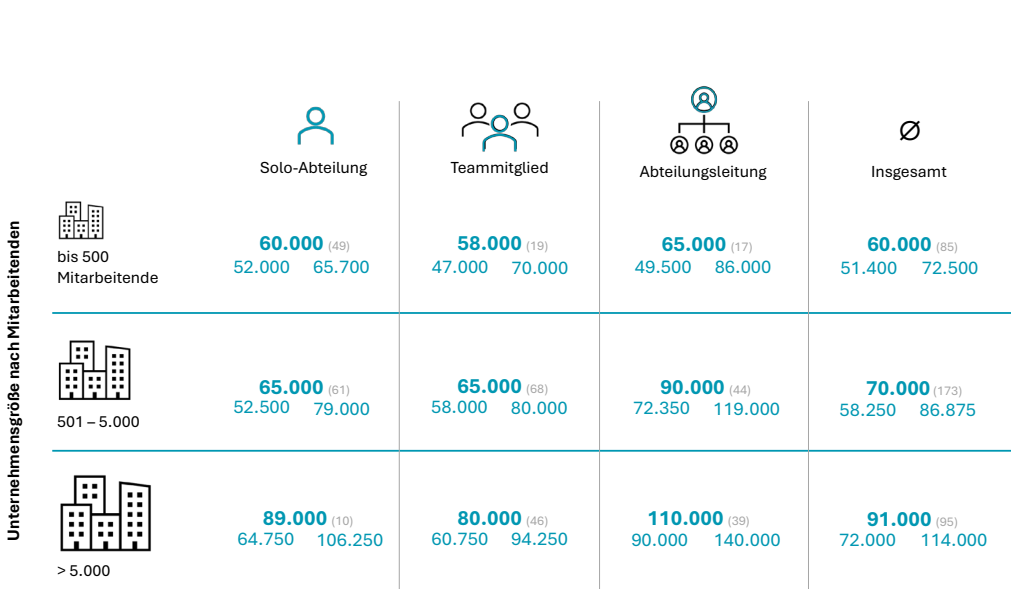 Solo-Abteilung
Teammitglied
Abteilungsleitung
Ø
Insgesamt
Unternehmensgröße nach Mitarbeitenden
bis 500
Mitarbeitende
60.000 (49)
52.000 65.700
58.000 (19)
47.000 70.000
65.000 (17)
49.500 86.000
60.000 (85)
51.400 72.500
501 – 5.000
65.000 (61)
52.500 79.000
65.000 (68)
58.000 80.000
90.000 (44)
72.350 119.000
70.000 (173)
58.250 86.875
> 5.000
89.000 (10)
64.750 106.250
80.000 (46)
60.750 94.250
110.000 (39)
90.000 140.000
91.000 (95)
72.000 114.000